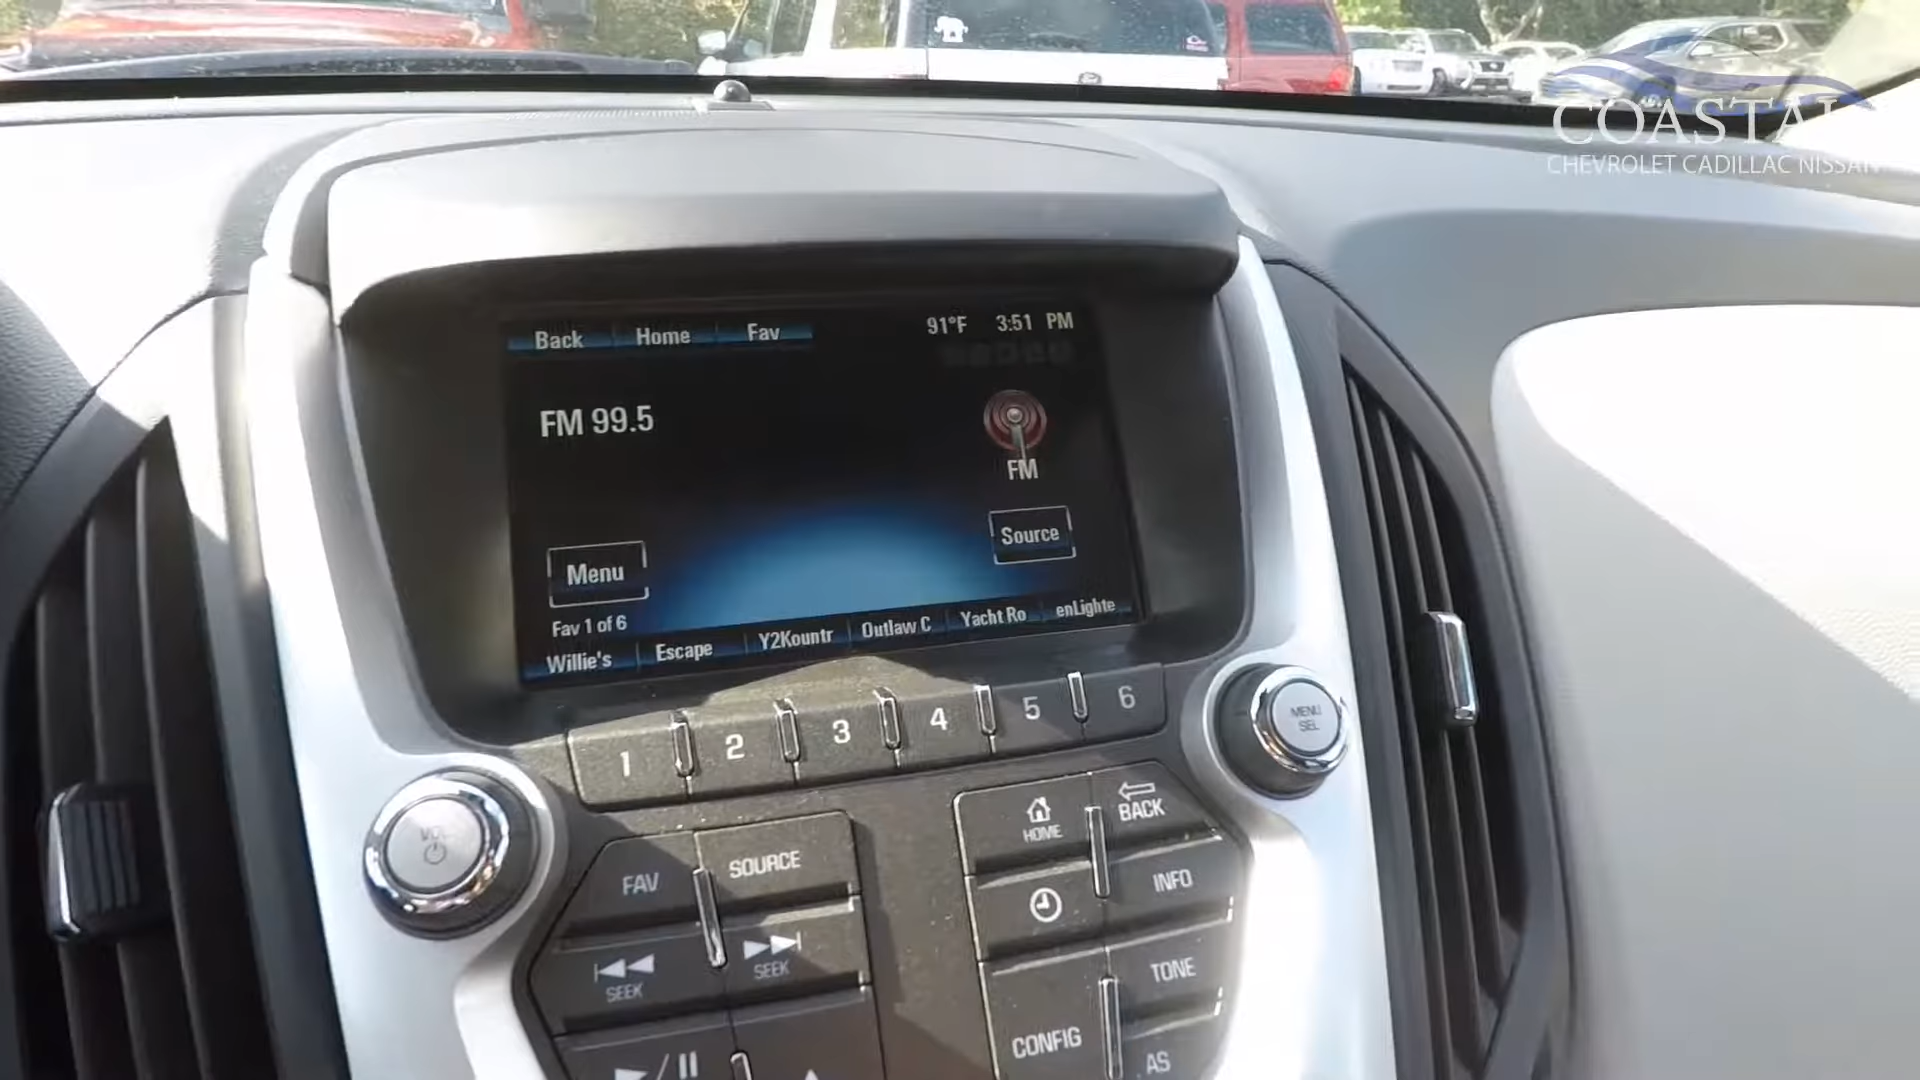 COASTAL
CHEVROLET CADILLAC NISSAN
Back Home Fav 91°F 3:51 PM
FM 99.5
FM
Source
Menu
Fav 1 of 6
Willie's Escape Y2Kountr Outlaw C Yacht Ro enLighte
1 2 3 4 5 6
MENU
SEL
VOL
HOME
BACK
FAV
SOURCE
INFO
SEEK
SEEK
TONE
CONFIG
AS